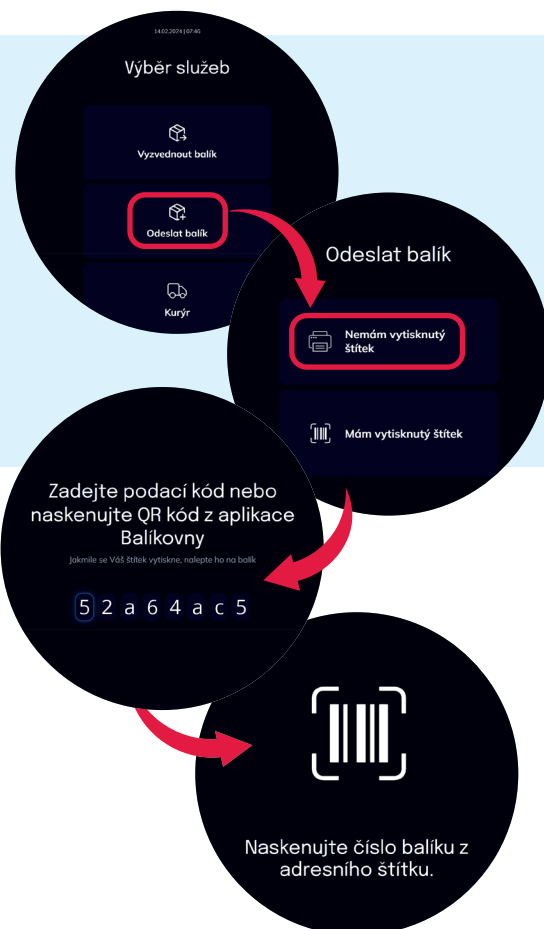 14.02.2024 | 07:46
Výběr služeb
Vyzvednout balík
Odeslat balík
Kurýr
Odeslat balík
Nemám vytisknutý
štítek
Mám vytisknutý štítek
Zadejte podací kód nebo
naskenujte QR kód z aplikace
Balíkovny
Jakmile se Váš štítek vytiskne, nalepte ho na balík
5 2 a 6 4 a c 5
Naskenujte číslo balíku z
adresního štítku.